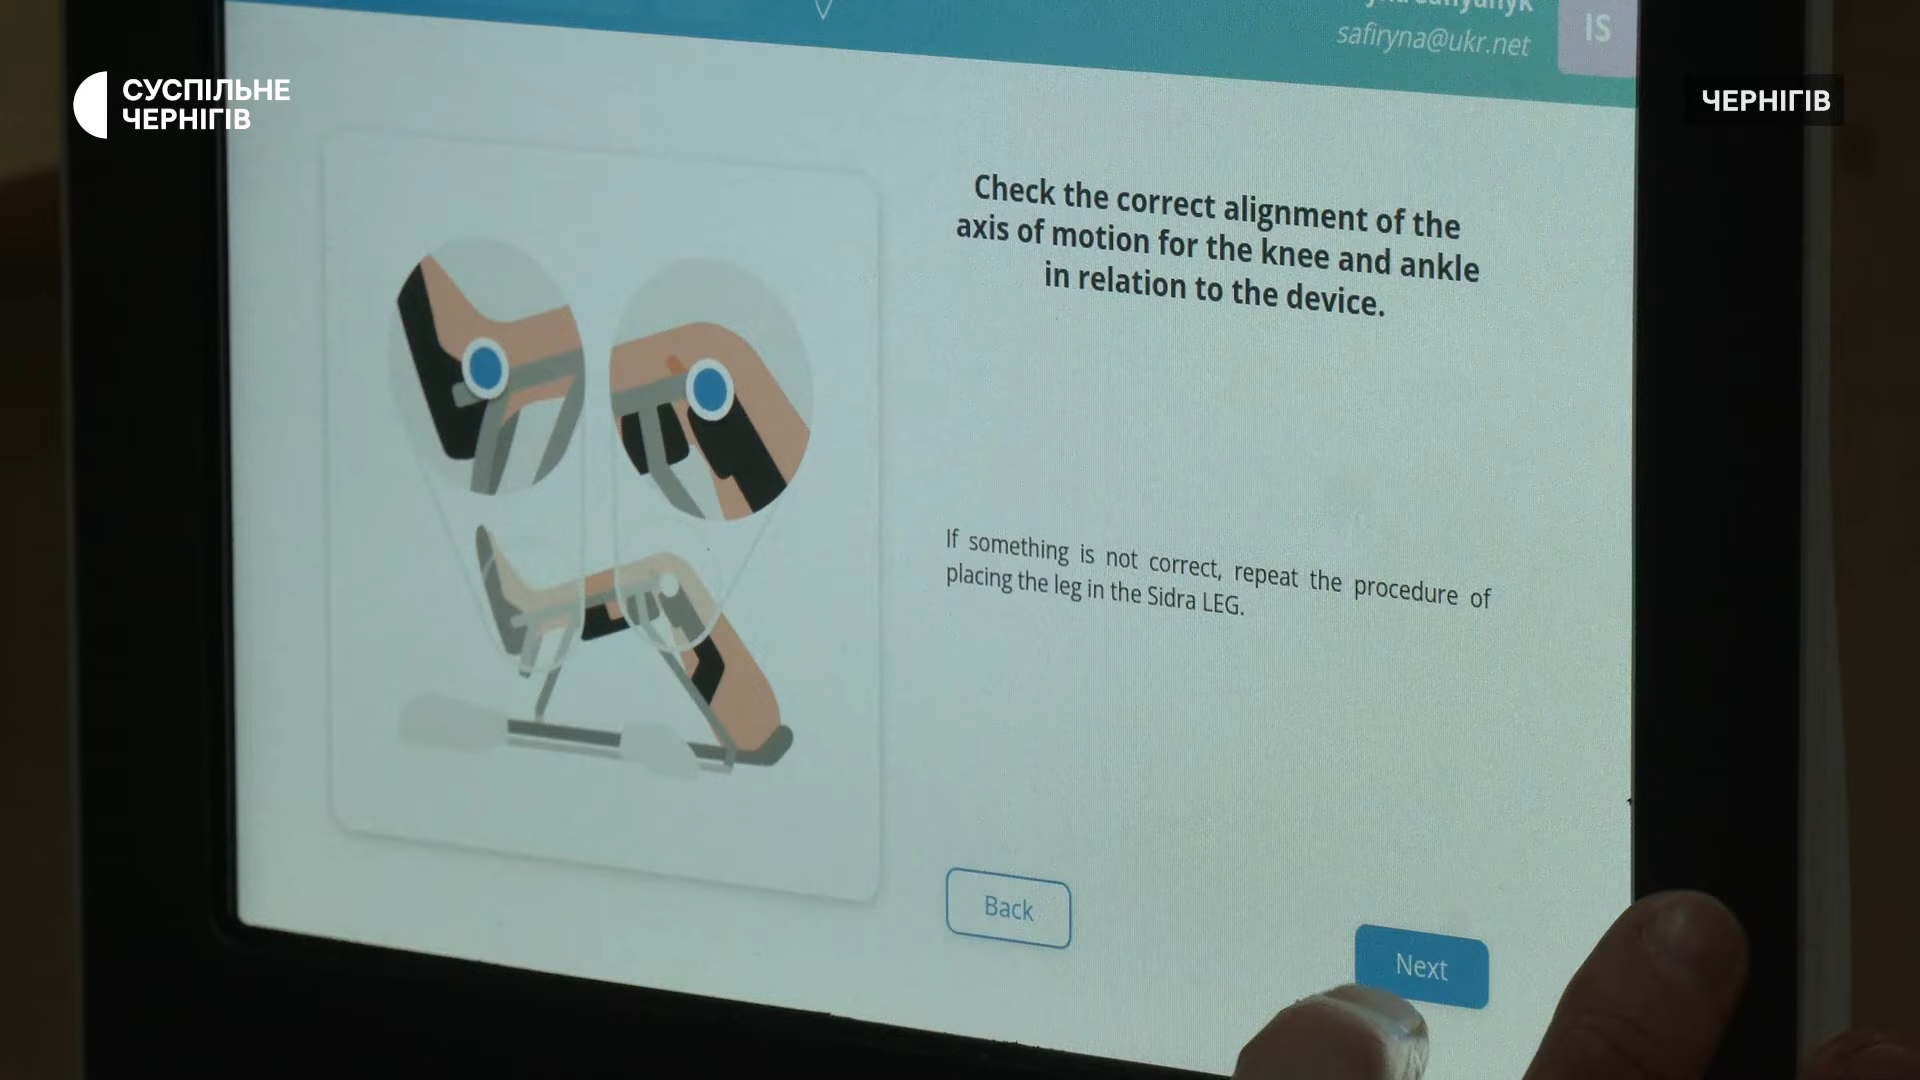 СУСПІЛЬНЕ
ЧЕРНІГІВ
ЧЕРНІГІВ
safiryna@ukr.net
IS
Check the correct alignment of the
axis of motion for the knee and ankle
in relation to the device.
If something is not correct, repeat the procedure of
placing the leg in the Sidra LEG.
Back
Next